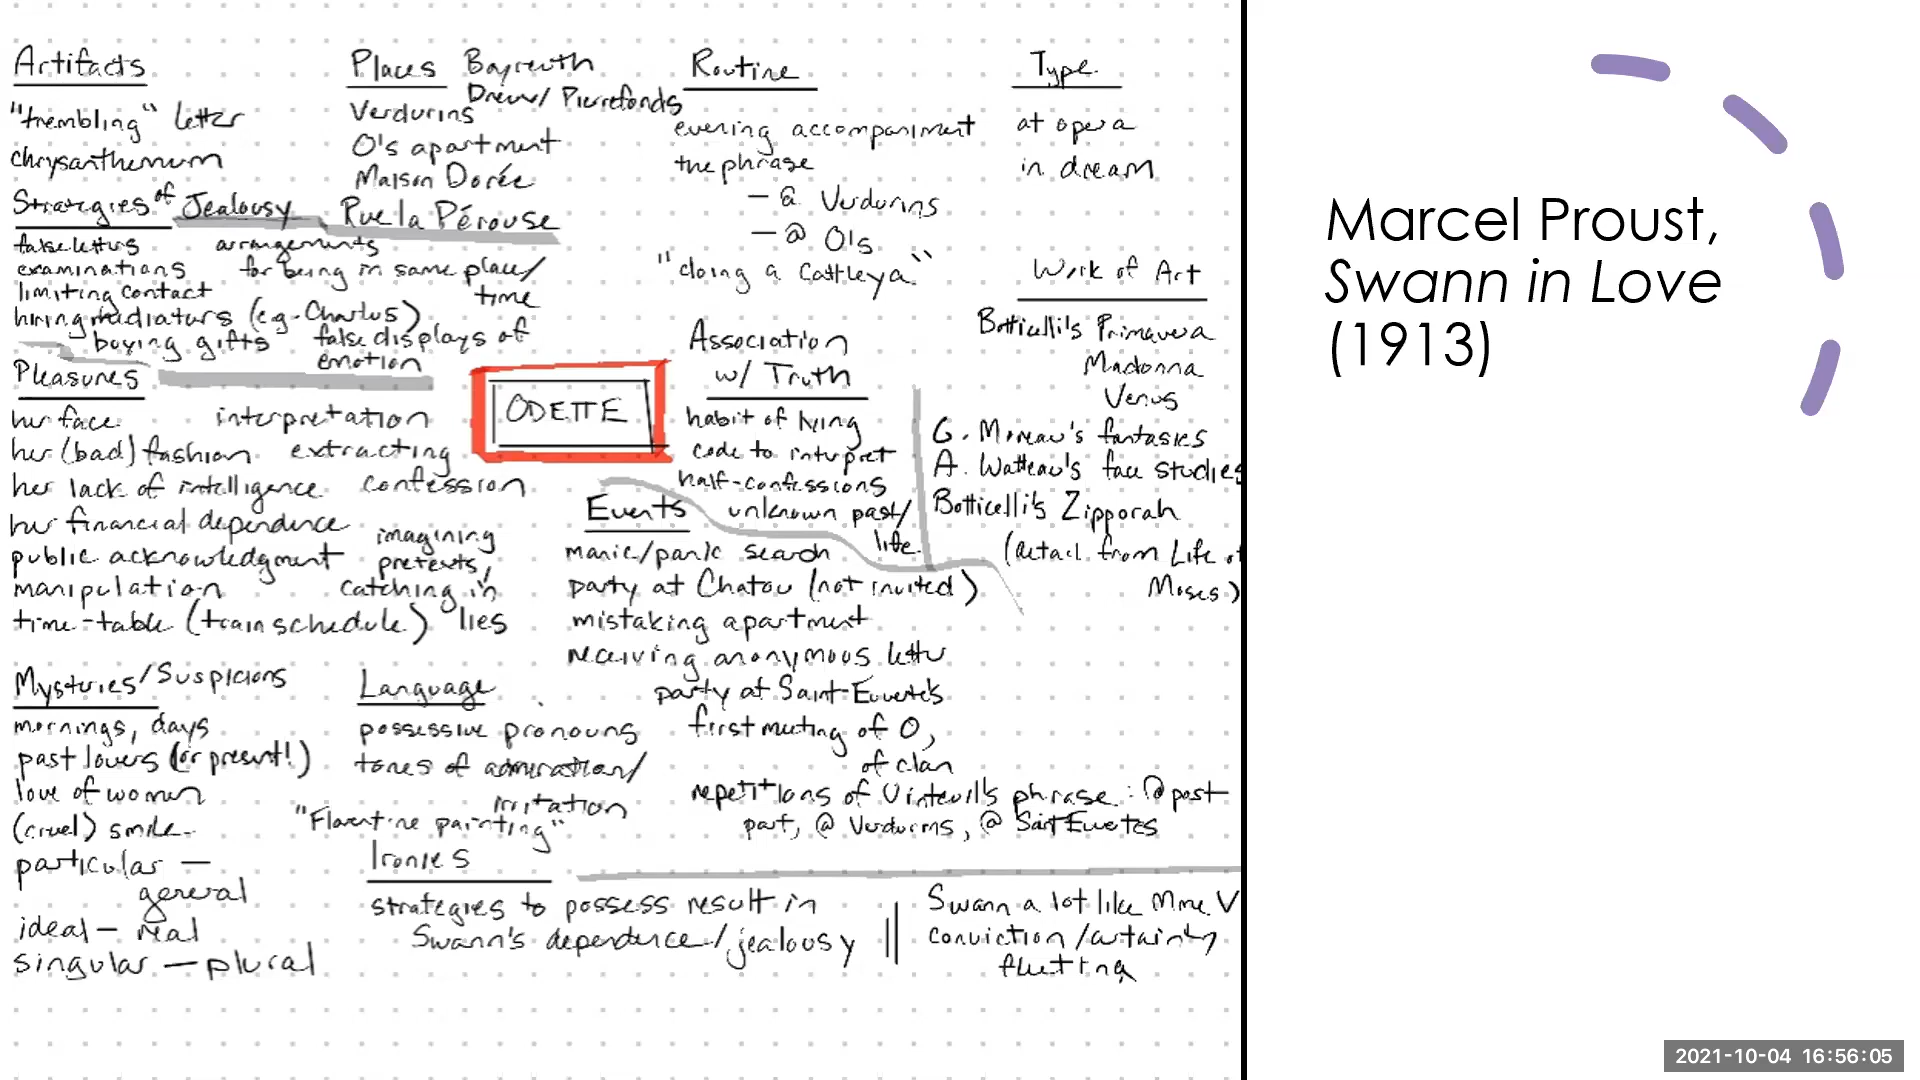 Artifacts
"trembling" letter
chrysanthemum
Strategies of Jealousy
false letters
examinations
limiting contact
hiring mediators (e.g. Charlus)
buying gifts
arrangements
for being in same place/
time
false displays of
emotion
Places
Bayreuth
Dreux/Pierrefonds
Verdurins
O's apartment
Maison Dorée
Rue la Pérouse
Routine
evening accompaniment
the phrase
— @ Verdurins
— @ O's
"doing a Cattleya"
Type
at opera
in dream
Work of Art
Botticelli's Primavera
Madonna
Venus
G. Moreau's fantasies
A. Watteau's face studies
Botticelli's Zipporah
(detail from Life of
Moses)
Association
w/ Truth
habit of lying
code to interpret
half-confessions
unknown past/
life
ODETTE
Pleasures
her face
her (bad) fashion
her lack of intelligence
her financial dependence
public acknowledgment
manipulation
time-table (train schedule)
interpretation
extracting
confession
imagining
pretexts,
catching in
lies
Events
manic/panic search
party at Chatou (not invited)
mistaking apartment
receiving anonymous letter
party at Saint-Euverte's
first meeting of O,
of clan
repetitions of Vinteuil's phrase: @ past
part, @ Verdurins, @ Saint Euvertes
Mysteries/Suspicions
mornings, days
past lovers (or present!)
love of women
(cruel) smile
particular —
general
ideal — real
singular — plural
Language
possessive pronouns
tones of admiration/
irritation
"Florentine painting"
Ironies
strategies to possess result in
Swann's dependence/jealousy
Swann a lot like Mme V
conviction/certainty
fleeting
Marcel Proust,
Swann in Love
(1913)
2021-10-04 16:56:05